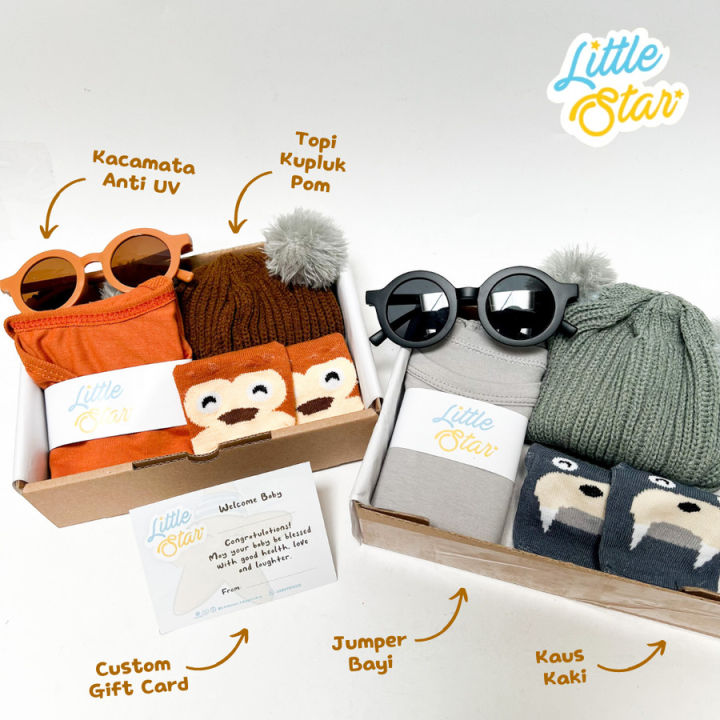 Little
Star
Topi
Kupluk
Pom
Kacamata
Anti UV
Little
Star
Little
Star
Little
Star
Welcome Baby
Congratulations!
May your baby be blessed
with good health, love
and laughter.
From
Custom
Gift Card
Jumper
Bayi
Kaus
Kaki